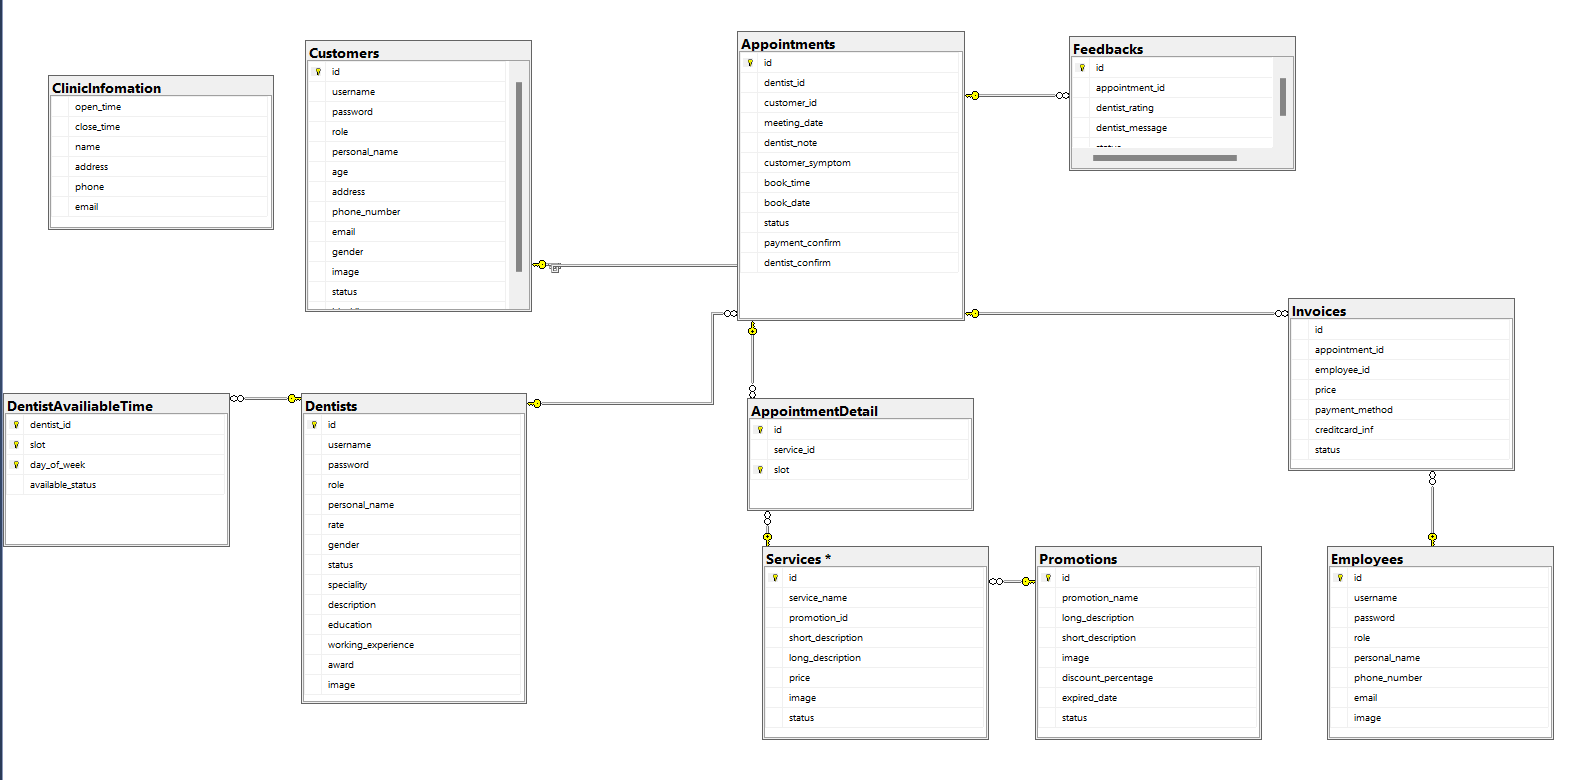 ClinicInfomation
open_time
close_time
name
address
phone
email
Customers
id
username
password
role
personal_name
age
address
phone_number
email
gender
image
status
Appointments
id
dentist_id
customer_id
meeting_date
dentist_note
customer_symptom
book_time
book_date
status
payment_confirm
dentist_confirm
Feedbacks
id
appointment_id
dentist_rating
dentist_message
status
Invoices
id
appointment_id
employee_id
price
payment_method
creditcard_inf
status
DentistAvailiableTime
dentist_id
slot
day_of_week
available_status
Dentists
id
username
password
role
personal_name
rate
gender
status
speciality
description
education
working_experience
award
image
AppointmentDetail
id
service_id
slot
Services *
id
service_name
promotion_id
short_description
long_description
price
image
status
Promotions
id
promotion_name
long_description
short_description
image
discount_percentage
expired_date
status
Employees
id
username
password
role
personal_name
phone_number
email
image